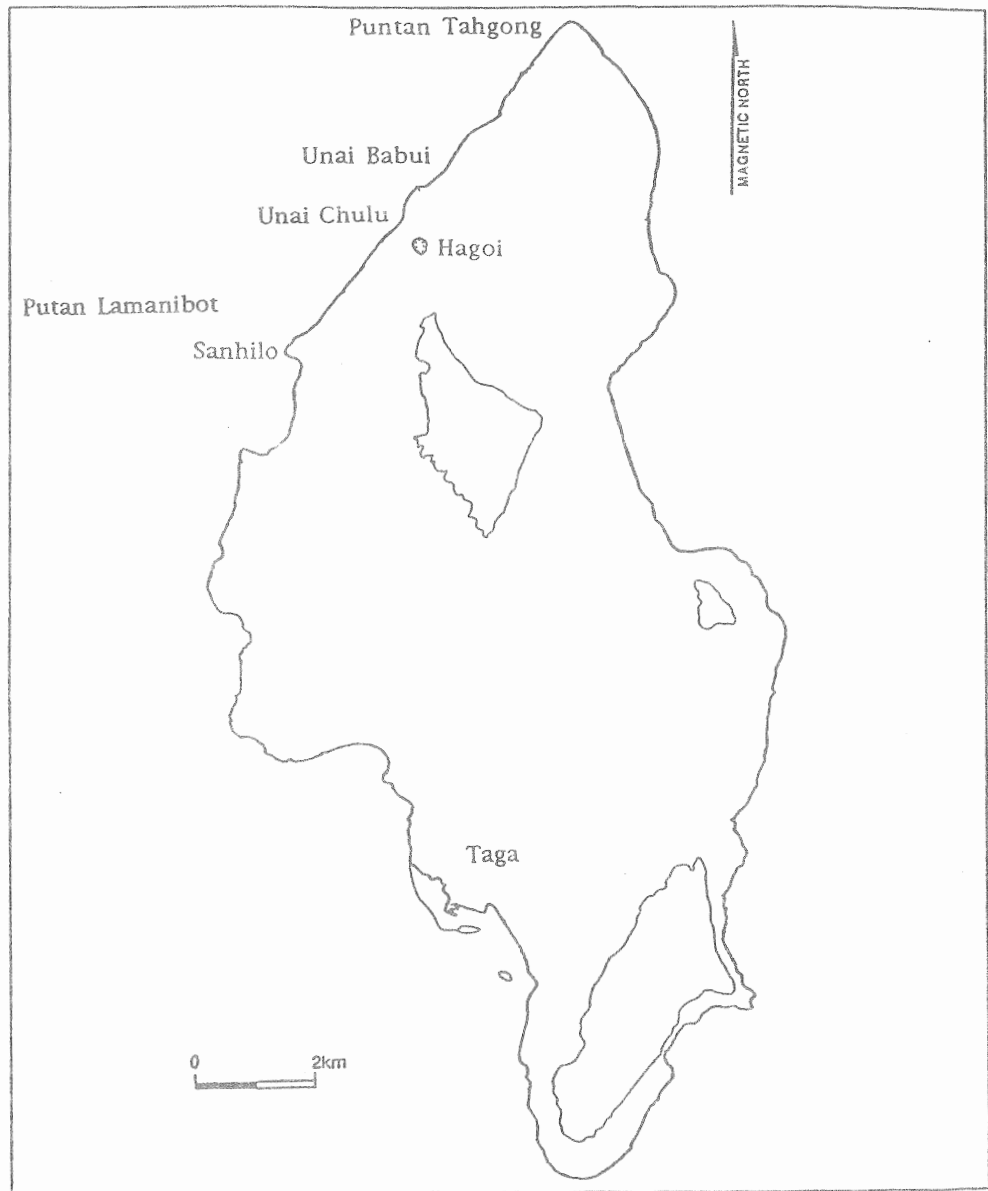 Puntan Tahgong
MAGNETIC NORTH
Unai Babui
Unai Chulu
Hagoi
Putan Lamanibot
Sanhilo
Taga
0 2km